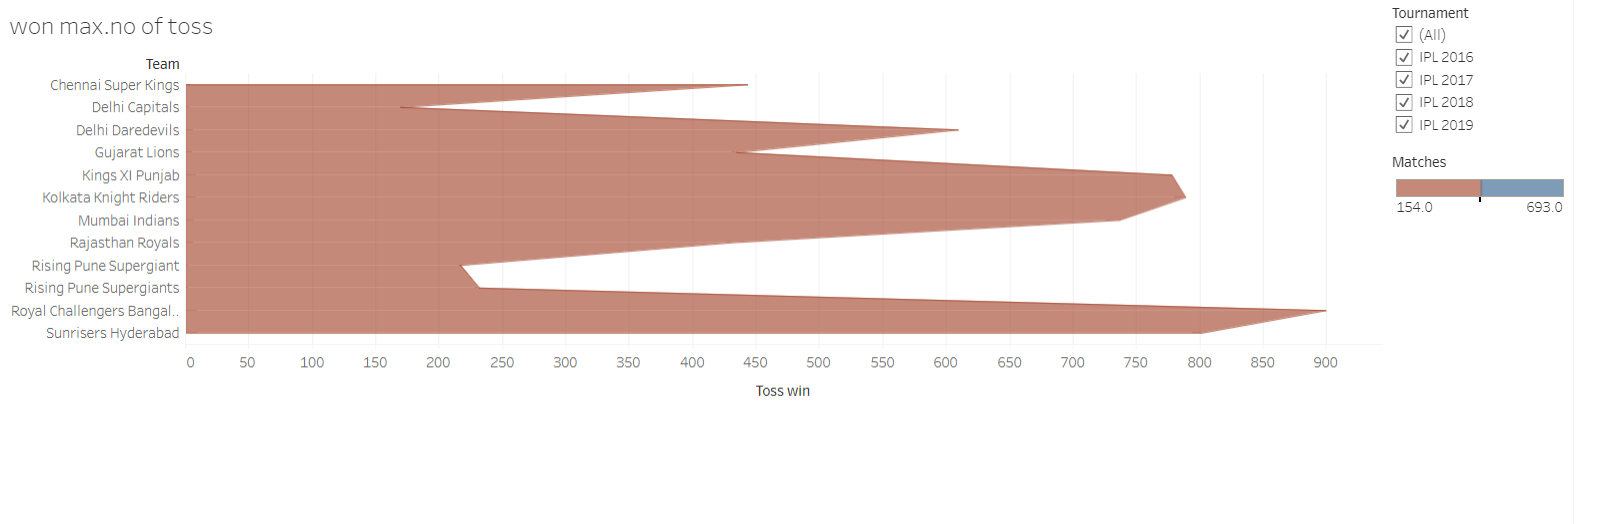 won max.no of toss
Team
Chennai Super Kings
Delhi Capitals
Delhi Daredevils
Gujarat Lions
Kings XI Punjab
Kolkata Knight Riders
Mumbai Indians
Rajasthan Royals
Rising Pune Supergiant
Rising Pune Supergiants
Royal Challengers Bangal..
Sunrisers Hyderabad
0 50 100 150 200 250 300 350 400 450 500 550 600 650 700 750 800 850 900
Toss win
Tournament
(All)
IPL 2016
IPL 2017
IPL 2018
IPL 2019
Matches
154.0 693.0